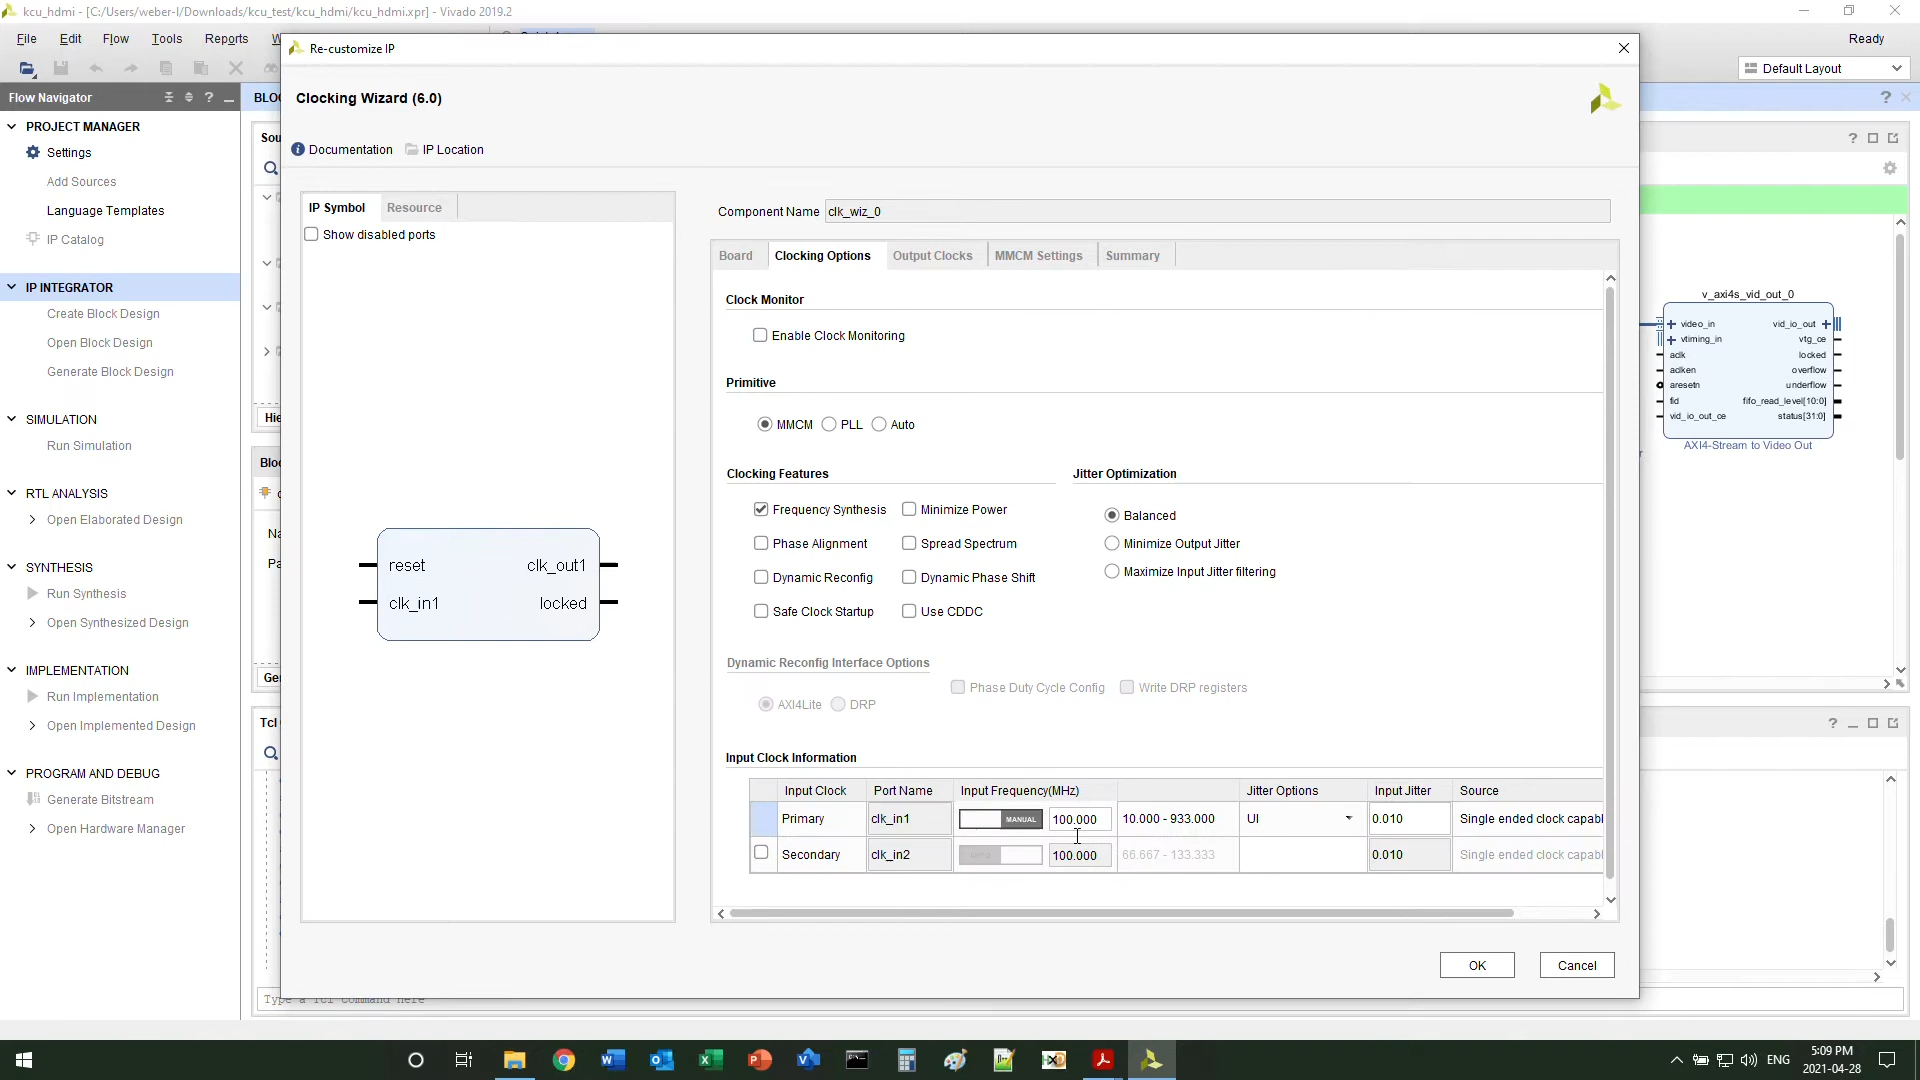 kcu_hdmi - [C:/Users/weber-l/Downloads/kcu_test/kcu_hdmi/kcu_hdmi.xpr] - Vivado 2019.2
File Edit Flow Tools Reports
Ready
Default Layout
Re-customize IP
Clocking Wizard (6.0)
Documentation IP Location
Flow Navigator
PROJECT MANAGER
Settings
Add Sources
Language Templates
IP Catalog
IP INTEGRATOR
Create Block Design
Open Block Design
Generate Block Design
SIMULATION
Run Simulation
RTL ANALYSIS
Open Elaborated Design
SYNTHESIS
Run Synthesis
Open Synthesized Design
IMPLEMENTATION
Run Implementation
Open Implemented Design
PROGRAM AND DEBUG
Generate Bitstream
Open Hardware Manager
IP Symbol Resource
Show disabled ports
reset clk_out1
clk_in1 locked
Component Name clk_wiz_0
Board Clocking Options Output Clocks MMCM Settings Summary
Clock Monitor
Enable Clock Monitoring
Primitive
MMCM PLL Auto
Clocking Features Jitter Optimization
Frequency Synthesis Minimize Power Balanced
Phase Alignment Spread Spectrum Minimize Output Jitter
Dynamic Reconfig Dynamic Phase Shift Maximize Input Jitter filtering
Safe Clock Startup Use CDDC
Dynamic Reconfig Interface Options
Phase Duty Cycle Config Write DRP registers
AXI4Lite DRP
Input Clock Information
Input Clock Port Name Input Frequency(MHz) Jitter Options Input Jitter Source
Primary clk_in1 MANUAL 100.000 10.000 - 933.000 UI 0.010 Single ended clock capabl
Secondary clk_in2 100.000 66.667 - 133.333 0.010 Single ended clock capabl
OK Cancel
v_axi4s_vid_out_0
video_in vid_io_out
vtiming_in vtg_ce
aclk locked
aclken overflow
aresetn underflow
fid fifo_read_level[10:0]
vid_io_out_ce status[31:0]
AXI4-Stream to Video Out
Type a Tcl command here
ENG
5:09 PM
2021-04-28